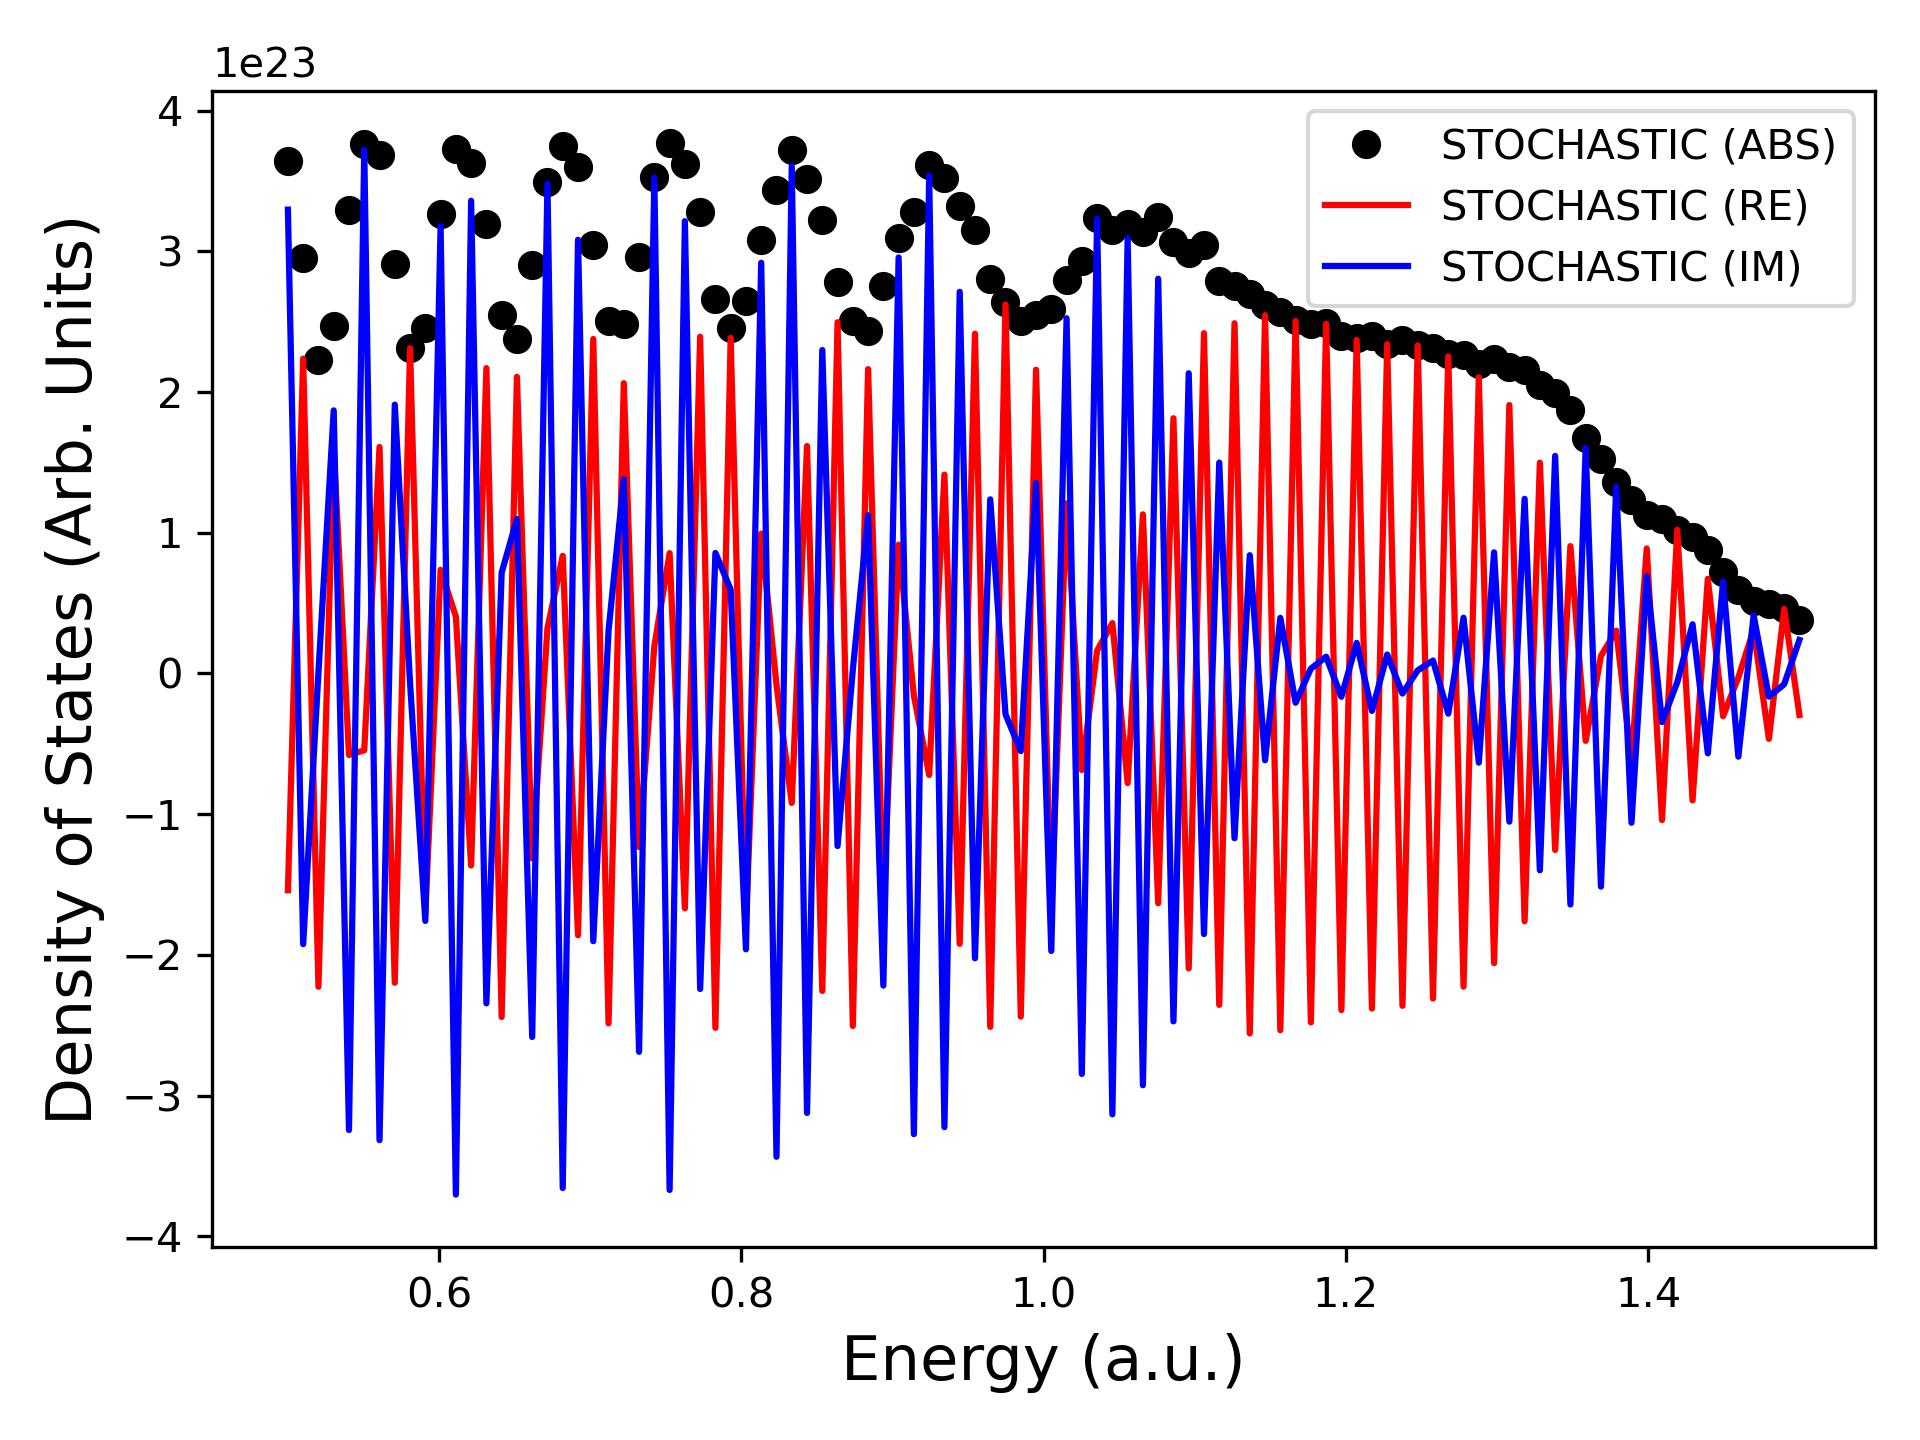 1e23
4
3
2
1
0
−1
−2
−3
−4
Density of States (Arb. Units)
STOCHASTIC (ABS)
STOCHASTIC (RE)
STOCHASTIC (IM)
0.6 0.8 1.0 1.2 1.4
Energy (a.u.)